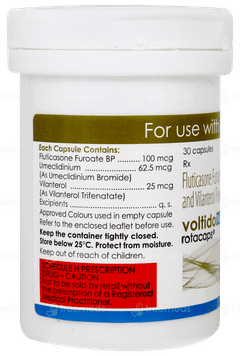 For use with
Each Capsule Contains:
Fluticasone Furoate BP ........ 100 mcg
Umeclidinium ........ 62.5 mcg
(As Umeclidinium Bromide)
Vilanterol ........ 25 mcg
(As Vilanterol Trifenatate)
Excipients ........ q. s.
Approved Colours used in empty capsule
Refer to the enclosed leaflet before use.
Keep the container tightly closed.
Store below 25°C. Protect from moisture.
Keep out of reach of children.
SCHEDULE H PRESCRIPTION
DRUG - CAUTION
Not to be sold by retail without
the prescription of a Registered
Medical Practitioner.
30 capsules
Rx
Fluticasone
and Vilanterol
voltido
rotacaps